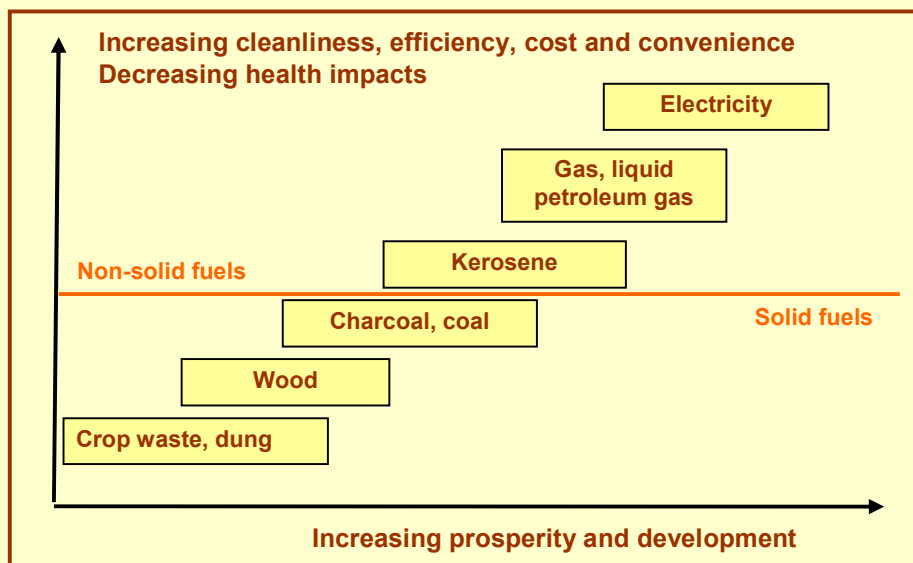 Increasing cleanliness, efficiency, cost and convenience
Decreasing health impacts
Electricity
Gas, liquid
petroleum gas
Kerosene
Non-solid fuels
Charcoal, coal
Solid fuels
Wood
Crop waste, dung
Increasing prosperity and development